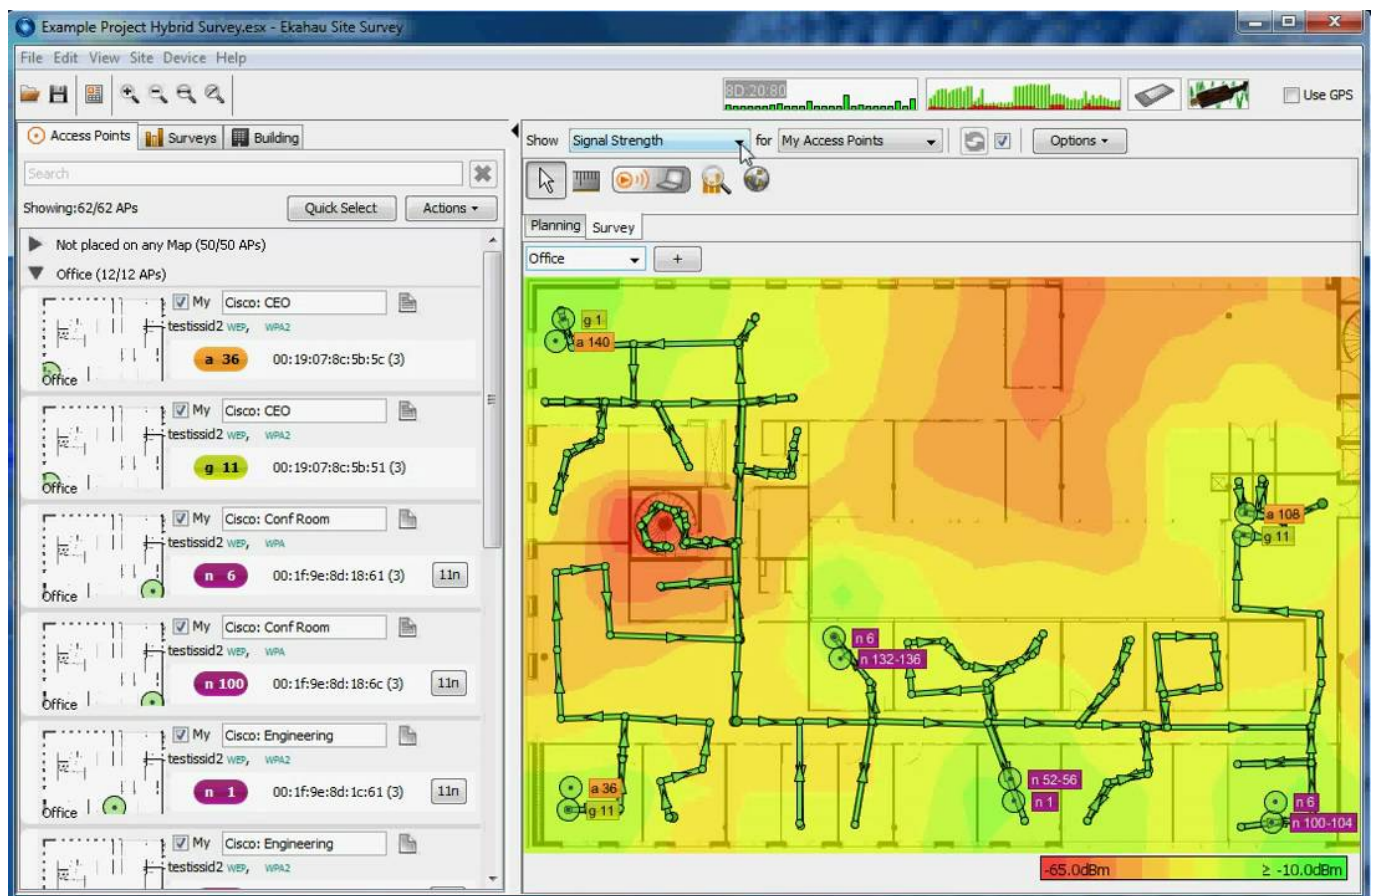 Example Project Hybrid Survey.esx - Ekahau Site Survey
File Edit View Site Device Help
8D:20:80
Use GPS
Access Points Surveys Building
Search
Showing:62/62 APs Quick Select Actions
Not placed on any Map (50/50 APs)
Office (12/12 APs)
My Cisco: CEO
testissid2 WEP, WPA2
a 36 00:19:07:8c:5b:5c (3)
Office
My Cisco: CEO
testissid2 WEP, WPA2
g 11 00:19:07:8c:5b:51 (3)
Office
My Cisco: Conf Room
testissid2 WEP, WPA
n 6 00:1f:9e:8d:18:61 (3) 11n
Office
My Cisco: Conf Room
testissid2 WEP, WPA
n 100 00:1f:9e:8d:18:6c (3) 11n
Office
My Cisco: Engineering
testissid2 WEP, WPA2
n 1 00:1f:9e:8d:1c:61 (3) 11n
Office
My Cisco: Engineering
testissid2 WEP, WPA2
Show Signal Strength for My Access Points Options
Planning Survey
Office +
g 1
a 140
a 108
g 11
n 6
n 132-136
n 52-56
n 1
a 36
g 11
n 6
n 100-104
-65.0dBm ≥ -10.0dBm